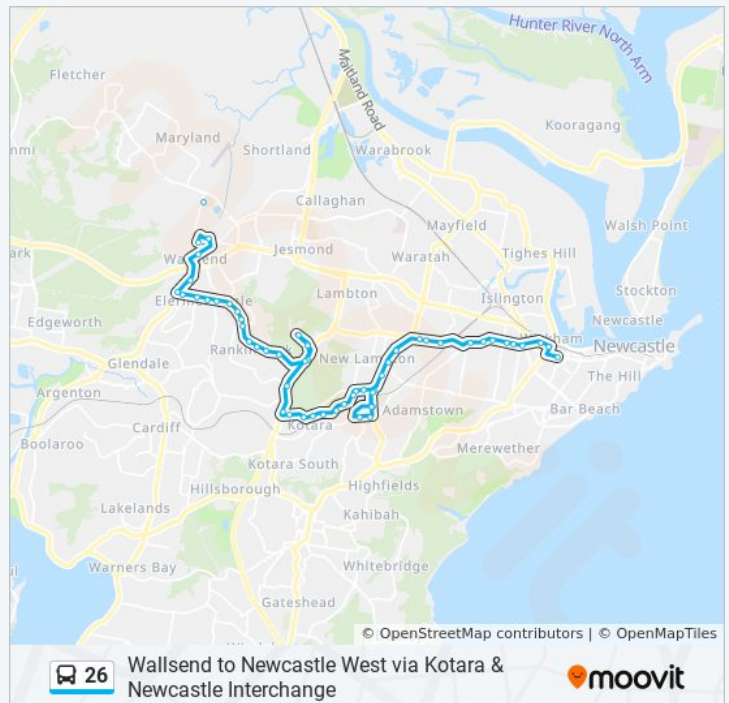 Hunter River North Arm
Fletcher
Maitland Road
Kooragang
Maryland
Shortland
Warabrook
Callaghan
Mayfield
Walsh Point
Jesmond
Waratah
Tighes Hill
ark
Lambton
Islington
Stockton
Edgeworth
Newcastle
Newcastle
Glendale
New Lambton
The Hill
Argenton
Adamstown
Bar Beach
Cardiff
Kotara
Boolaroo
Merewether
Kotara South
Hillsborough
Highfields
Lakelands
Kahibah
Warners Bay
Whitebridge
Gateshead
© OpenStreetMap contributors | © OpenMapTiles
26
Wallsend to Newcastle West via Kotara &
Newcastle Interchange
moovit